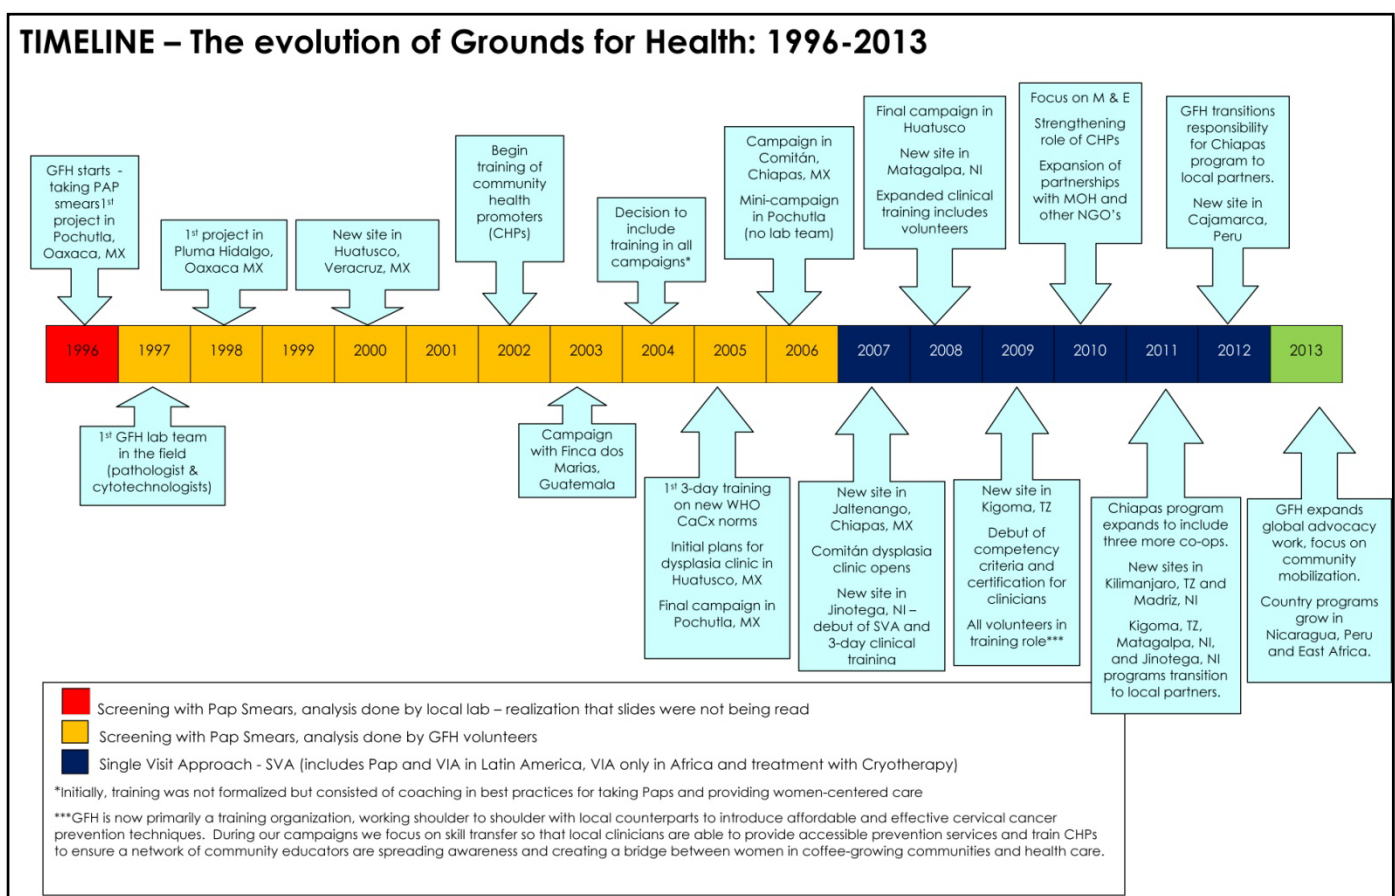 TIMELINE – The evolution of Grounds for Health: 1996-2013
GFH starts -
taking PAP
smears1st
project in
Pochutla,
Oaxaca, MX
1st project in
Pluma Hidalgo,
Oaxaca MX
New site in
Huatusco,
Veracruz, MX
Begin
training of
community
health
promoters
(CHPs)
Decision to
include
training in all
campaigns*
Campaign in
Comitán,
Chiapas, MX
Mini-campaign
in Pochutla
(no lab team)
Final campaign in
Huatusco
New site in
Matagalpa, NI
Expanded clinical
training includes
volunteers
Focus on M & E
Strengthening
role of CHPs
Expansion of
partnerships
with MOH and
other NGO's
GFH transitions
responsibility
for Chiapas
program to
local partners.
New site in
Cajamarca,
Peru
1996 1997 1998 1999 2000 2001 2002 2003 2004 2005 2006 2007 2008 2009 2010 2011 2012 2013
1st GFH lab team
in the field
(pathologist &
cytotechnologists)
Campaign
with Finca dos
Marias,
Guatemala
1st 3-day training
on new WHO
CaCx norms
Initial plans for
dysplasia clinic in
Huatusco, MX
Final campaign in
Pochutla, MX
New site in
Jaltenango,
Chiapas, MX
Comitán dysplasia
clinic opens
New site in
Jinotega, NI –
debut of SVA and
3-day clinical
training
New site in
Kigoma, TZ
Debut of
competency
criteria and
certification for
clinicians
All volunteers in
training role***
Chiapas program
expands to include
three more co-ops.
New sites in
Kilimanjaro, TZ and
Madriz, NI
Kigoma, TZ,
Matagalpa, NI,
and Jinotega, NI
programs transition
to local partners.
GFH expands
global advocacy
work, focus on
community
mobilization.
Country programs
grow in
Nicaragua, Peru
and East Africa.
Screening with Pap Smears, analysis done by local lab – realization that slides were not being read
Screening with Pap Smears, analysis done by GFH volunteers
Single Visit Approach - SVA (includes Pap and VIA in Latin America, VIA only in Africa and treatment with Cryotherapy)
*Initially, training was not formalized but consisted of coaching in best practices for taking Paps and providing women-centered care
***GFH is now primarily a training organization, working shoulder to shoulder with local counterparts to introduce affordable and effective cervical cancer
prevention techniques. During our campaigns we focus on skill transfer so that local clinicians are able to provide accessible prevention services and train CHPs
to ensure a network of community educators are spreading awareness and creating a bridge between women in coffee-growing communities and health care.